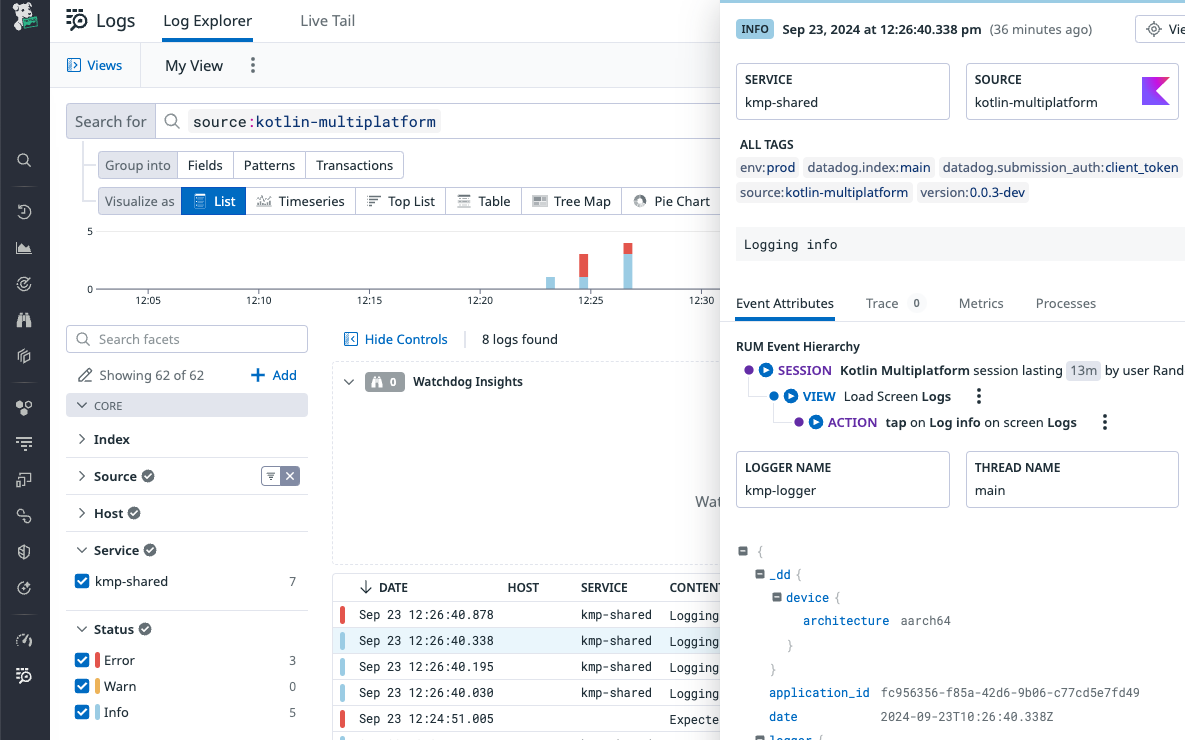 Logs
Log Explorer
Live Tail
Views
My View
Search for
source:kotlin-multiplatform
Group into
Fields
Patterns
Transactions
Visualize as
List
Timeseries
Top List
Table
Tree Map
Pie Chart
5
0
12:05
12:10
12:15
12:20
12:25
12:30
Search facets
Showing 62 of 62
Add
CORE
Index
Source
Host
Service
kmp-shared 7
Status
Error 3
Warn 0
Info 5
Hide Controls
8 logs found
0
Watchdog Insights
Wat
DATE HOST SERVICE CONTEN
Sep 23 12:26:40.878 kmp-shared Logging
Sep 23 12:26:40.338 kmp-shared Logging
Sep 23 12:26:40.195 kmp-shared Logging
Sep 23 12:26:40.030 kmp-shared Logging
Sep 23 12:24:51.005 Expecte
INFO Sep 23, 2024 at 12:26:40.338 pm (36 minutes ago)
Vie
SERVICE
kmp-shared
SOURCE
kotlin-multiplatform
ALL TAGS
env:prod datadog.index:main datadog.submission_auth:client_token
source:kotlin-multiplatform version:0.0.3-dev
Logging info
Event Attributes
Trace 0
Metrics
Processes
RUM Event Hierarchy
SESSION Kotlin Multiplatform session lasting 13m by user Rand
VIEW Load Screen Logs
ACTION tap on Log info on screen Logs
LOGGER NAME
kmp-logger
THREAD NAME
main
{
_dd {
device {
architecture aarch64
}
}
application_id fc956356-f85a-42d6-9b06-c77cd5e7fd49
date 2024-09-23T10:26:40.338Z
logger {